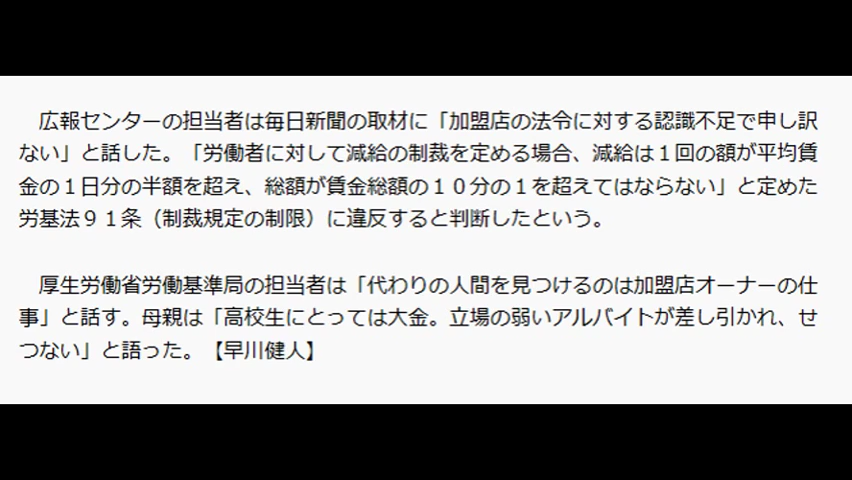 広報センターの担当者は毎日新聞の取材に「加盟店の法令に対する認識不足で申し訳
ない」と話した。「労働者に対して減給の制裁を定める場合、減給は１回の額が平均賃
金の１日分の半額を超え、総額が賃金総額の１０分の１を超えてはならない」と定めた
労基法９１条（制裁規定の制限）に違反すると判断したという。
厚生労働省労働基準局の担当者は「代わりの人間を見つけるのは加盟店オーナーの仕
事」と話す。母親は「高校生にとっては大金。立場の弱いアルバイトが差し引かれ、せ
つない」と語った。【早川健人】